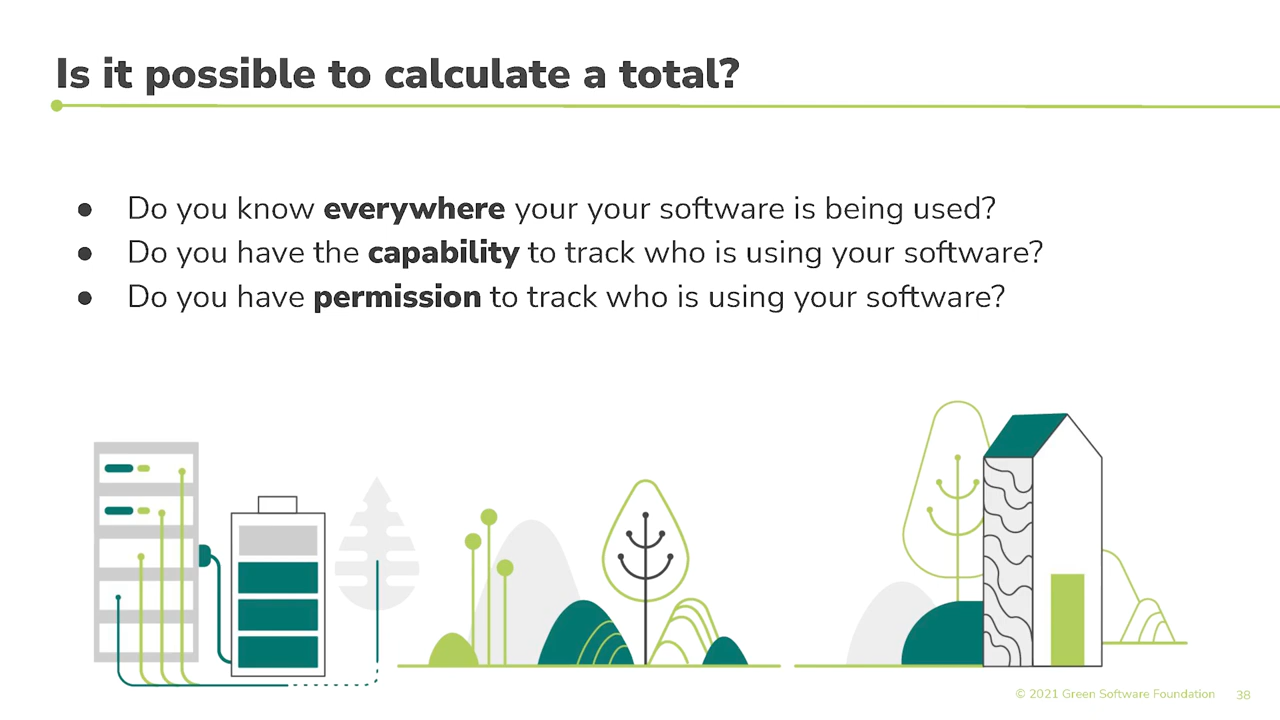 Is it possible to calculate a total?
● Do you know everywhere your your software is being used?
● Do you have the capability to track who is using your software?
● Do you have permission to track who is using your software?
© 2021 Green Software Foundation 38